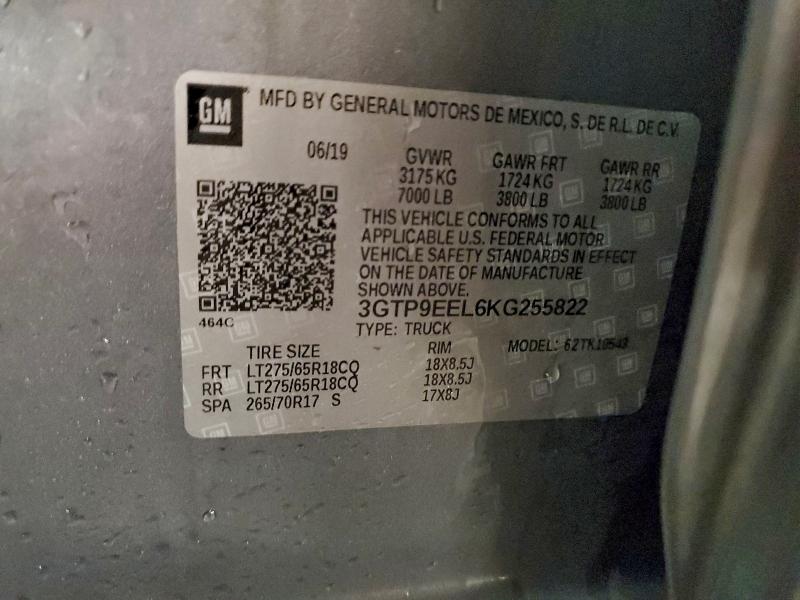 GM
MFD BY GENERAL MOTORS DE MEXICO, S. DE R.L. DE C.V.
06/19
GVWR GAWR FRT GAWR RR
3175 KG 1724 KG 1724 KG
7000 LB 3800 LB 3800 LB
THIS VEHICLE CONFORMS TO ALL
APPLICABLE U.S. FEDERAL MOTOR
VEHICLE SAFETY STANDARDS IN EFFECT
ON THE DATE OF MANUFACTURE
SHOWN ABOVE.
3GTP9EEL6KG255822
464C
TYPE: TRUCK
TIRE SIZE RIM MODEL: 62TK10543
FRT LT275/65R18CQ 18X8.5J
RR LT275/65R18CQ 18X8.5J
SPA 265/70R17 S 17X8J